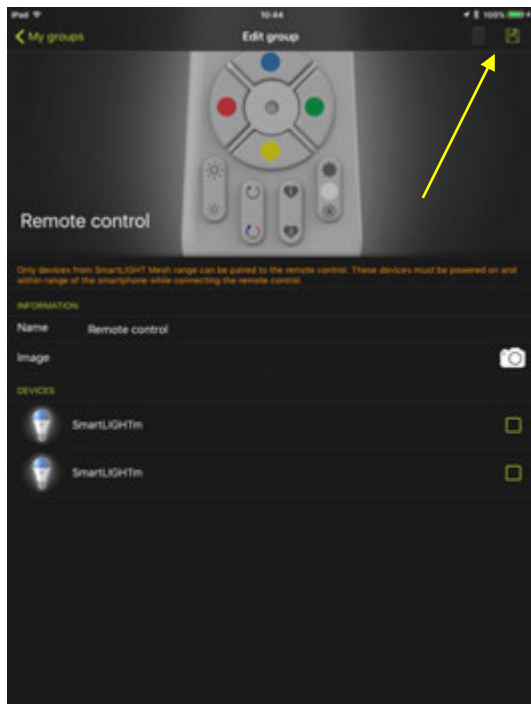 iPad 10:44 100%
My groups Edit group
Remote control
Only devices from SmartLIGHT Mesh range can be paired to the remote control. These devices must be powered on and
within range of the smartphone while connecting the remote control.
INFORMATION
Name Remote control
Image
DEVICES
SmartLIGHTm
SmartLIGHTm